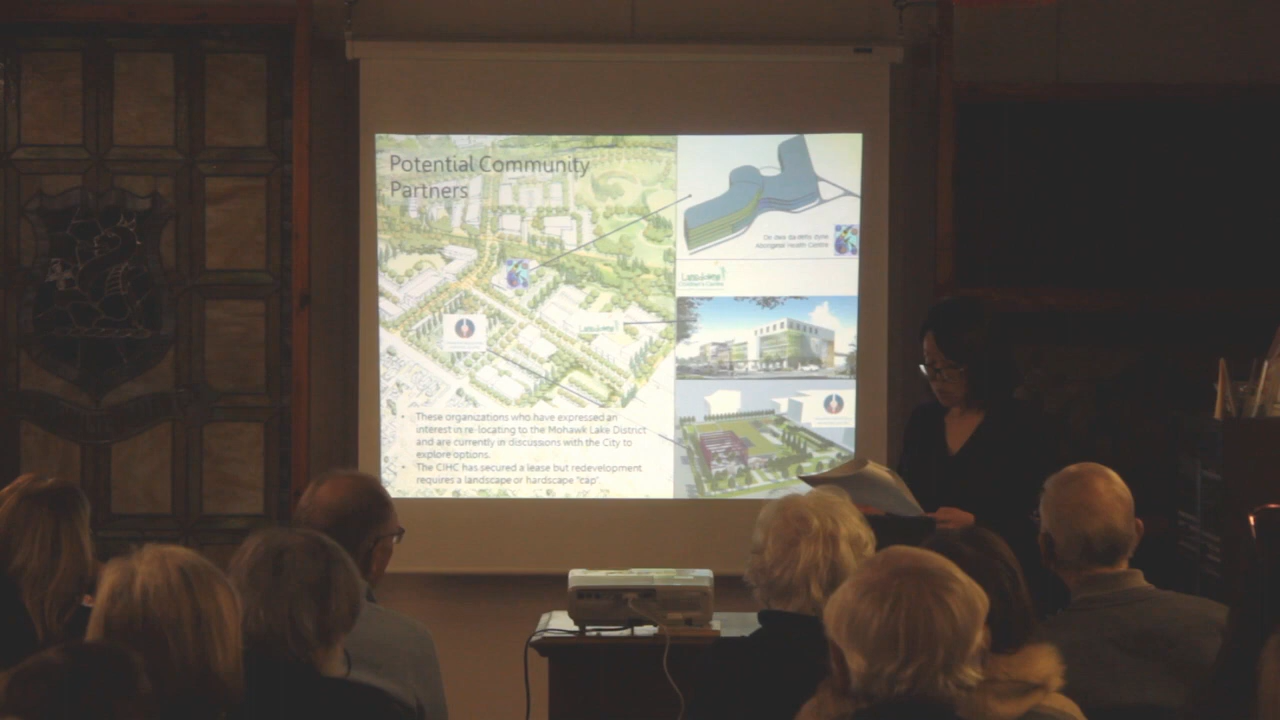 Potential Community
Partners
Aboriginal Health Centre
Children's Centre
These organizations who have expressed an
interest in re-locating to the Mohawk Lake District
and are currently in discussions with the City to
explore options.
The CIHC has secured a lease but redevelopment
requires a landscape or hardscape "cap".